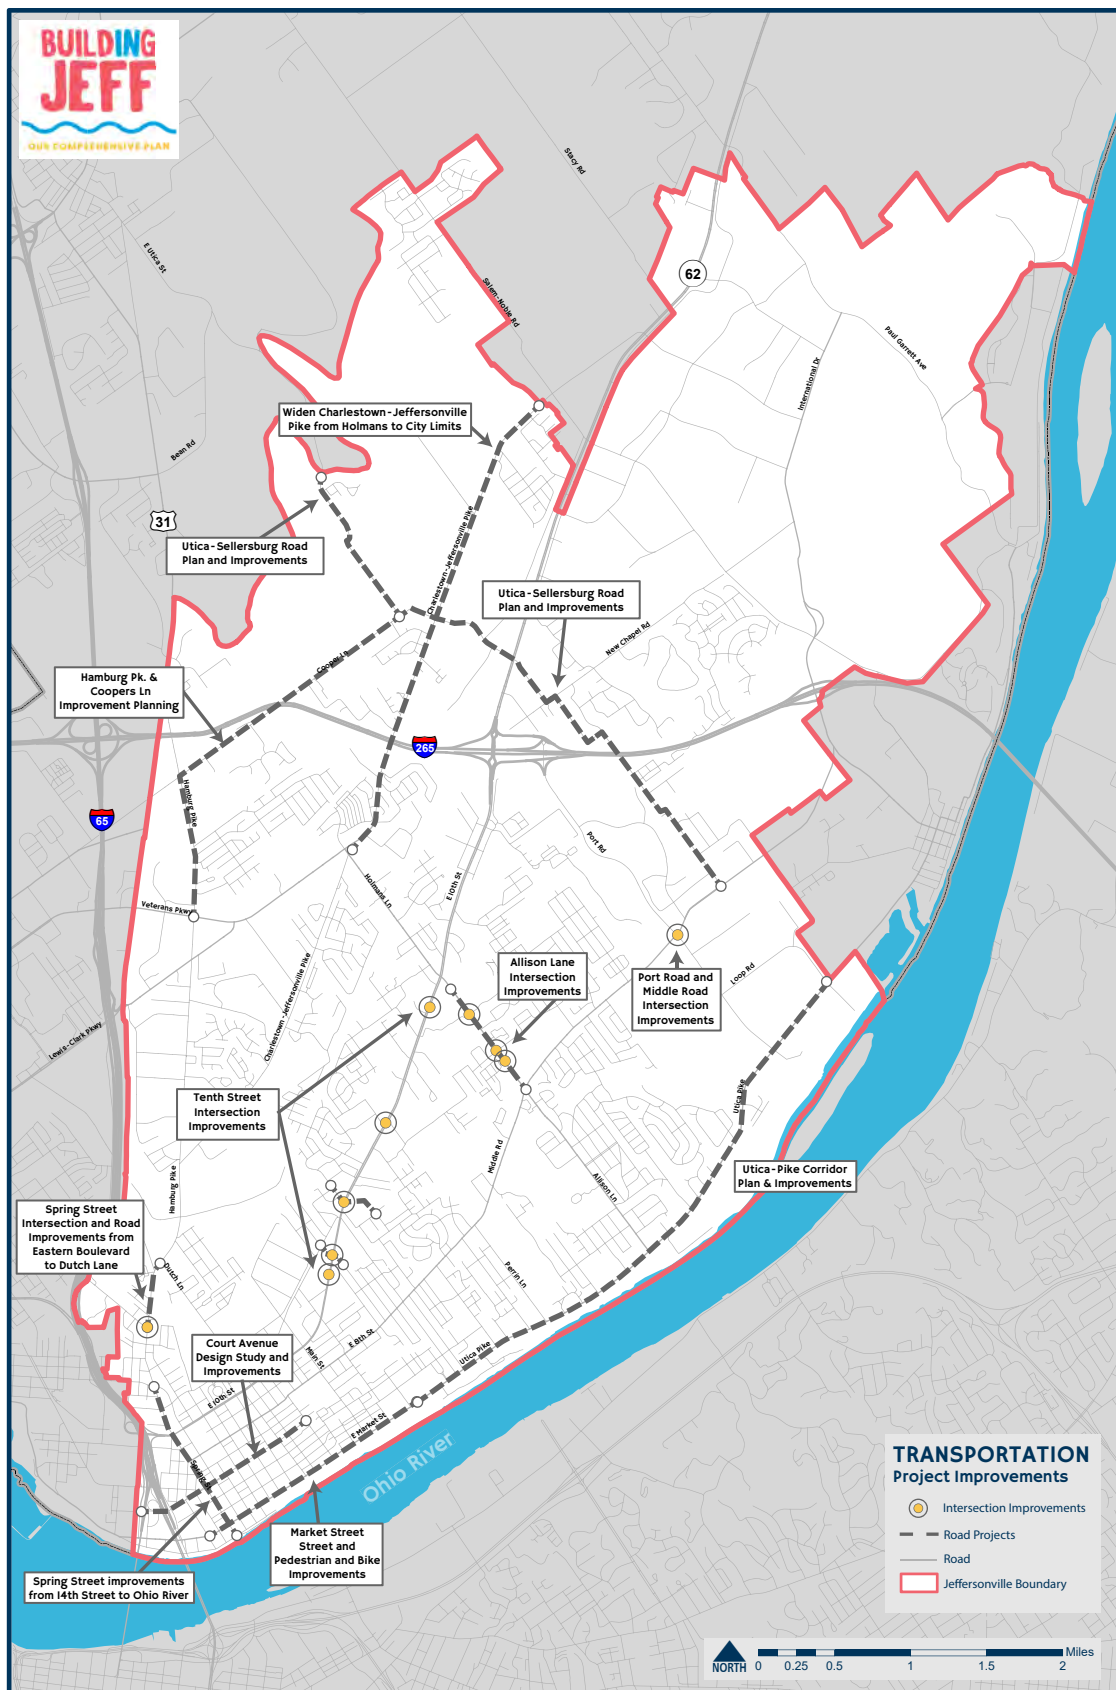 BUILDING
JEFF
OUR COMPREHENSIVE PLAN
Stacy Rd
E Utica St
62
Salem-Noble Rd
Paul Garrett Ave
International Dr
Widen Charlestown-Jeffersonville
Pike from Holmans to City Limits
Bean Rd
31
Charlestown-Jeffersonville Pike
Utica-Sellersburg Road
Plan and Improvements
Utica-Sellersburg Road
Plan and Improvements
New Chapel Rd
Cooper Ln
Hamburg Pk. &
Coopers Ln
Improvement Planning
265
Hamburg Pike
65
Port Rd
Holmans Ln
E 10th St
Veterans Pkwy
Charlestown-Jeffersonville Pike
Allison Lane
Intersection
Improvements
Port Road and
Middle Road
Intersection
Improvements
Loop Rd
Lewis-Clark Pkwy
Tenth Street
Intersection
Improvements
Utica Pike
Middle Rd
Utica-Pike Corridor
Plan & Improvements
Hamburg Pike
Allison Ln
Spring Street
Intersection and Road
Improvements from
Eastern Boulevard
to Dutch Lane
Dutch Ln
Perrin Ln
Court Avenue
Design Study and
Improvements
Main St
E 8th St
Utica Pike
E 10th St
E Market St
Spring St
Ohio River
Market Street
Street and
Pedestrian and Bike
Improvements
Spring Street improvements
from 14th Street to Ohio River
TRANSPORTATION
Project Improvements
Intersection Improvements
Road Projects
Road
Jeffersonville Boundary
NORTH
0 0.25 0.5 1 1.5 2
Miles